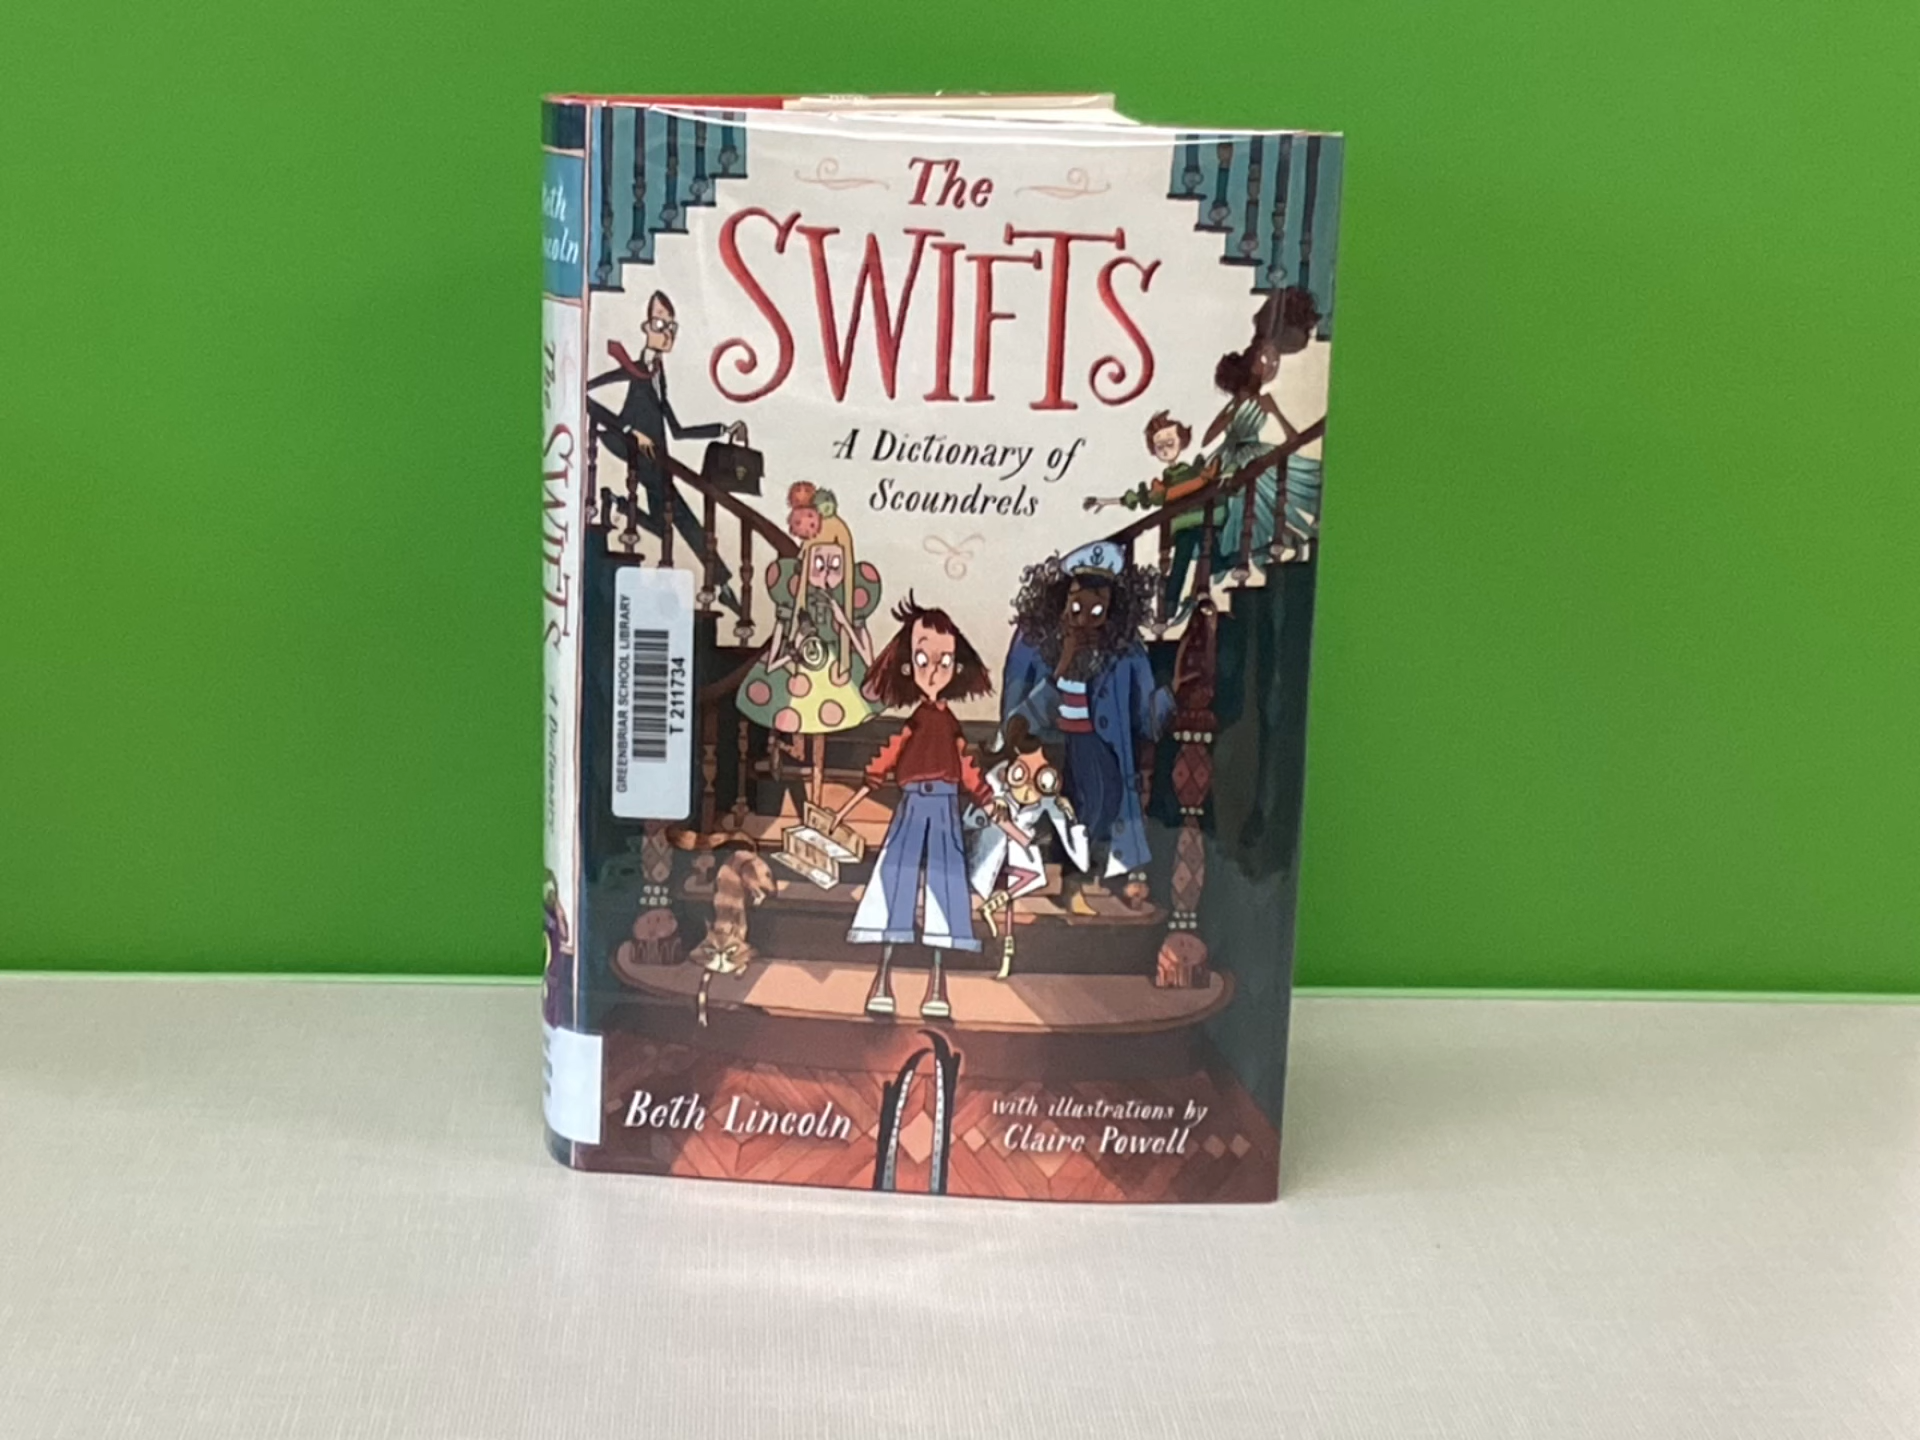 The
SWIFTS
A Dictionary of
Scoundrels
GREENBRIAR SCHOOL LIBRARY
T 211734
Beth Lincoln
with illustrations by
Claire Powell
The SWIFTS